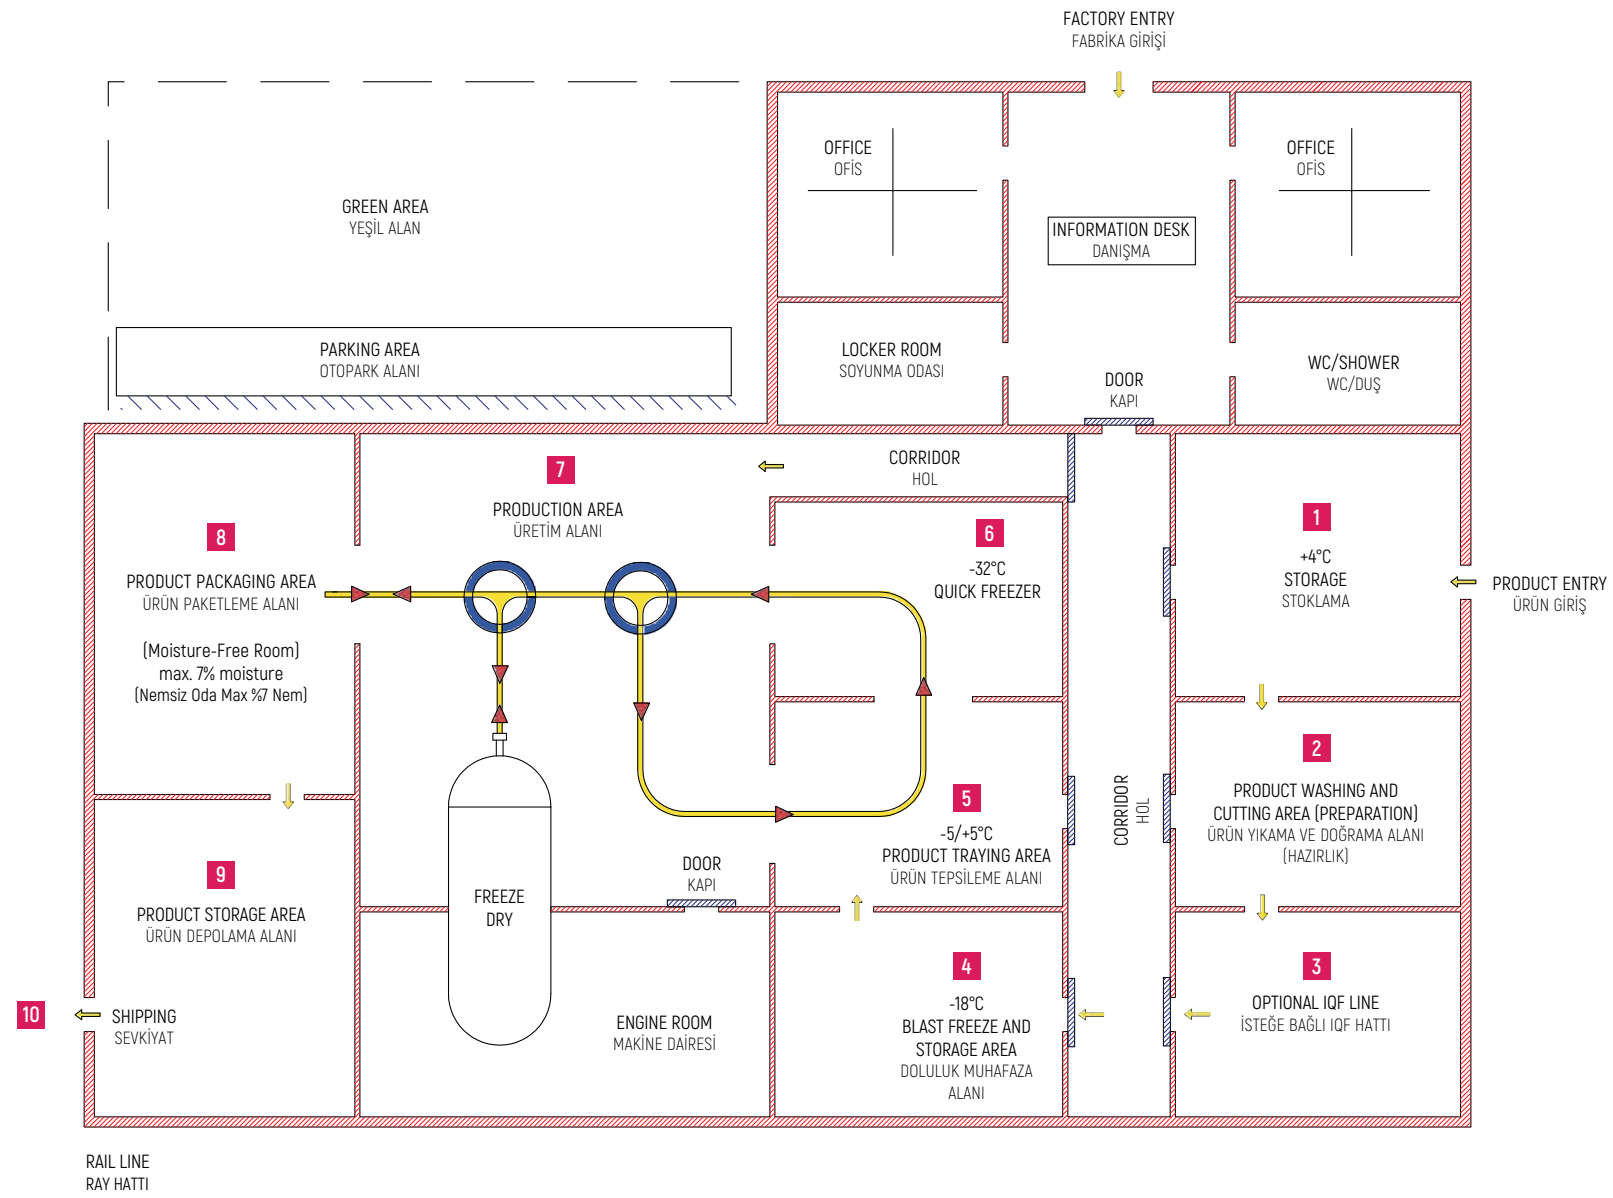 FACTORY ENTRY
FABRİKA GİRİŞİ
OFFICE
OFİS
OFFICE
OFİS
GREEN AREA
YEŞİL ALAN
INFORMATION DESK
DANIŞMA
PARKING AREA
OTOPARK ALANI
LOCKER ROOM
SOYUNMA ODASI
WC/SHOWER
WC/DUŞ
DOOR
KAPI
CORRIDOR
HOL
7
PRODUCTION AREA
ÜRETİM ALANI
8
PRODUCT PACKAGING AREA
ÜRÜN PAKETLEME ALANI
(Moisture-Free Room)
max. 7% moisture
(Nemsiz Oda Max %7 Nem)
6
-32°C
QUICK FREEZER
1
+4°C
STORAGE
STOKLAMA
PRODUCT ENTRY
ÜRÜN GİRİŞ
2
PRODUCT WASHING AND
CUTTING AREA (PREPARATION)
ÜRÜN YIKAMA VE DOĞRAMA ALANI
(HAZIRLIK)
CORRIDOR
HOL
5
-5/+5°C
PRODUCT TRAYING AREA
ÜRÜN TEPSİLEME ALANI
DOOR
KAPI
FREEZE
DRY
9
PRODUCT STORAGE AREA
ÜRÜN DEPOLAMA ALANI
10
SHIPPING
SEVKİYAT
ENGINE ROOM
MAKİNE DAİRESİ
4
-18°C
BLAST FREEZE AND
STORAGE AREA
DOLULUK MUHAFAZA
ALANI
3
OPTIONAL IQF LINE
İSTEĞE BAĞLI IQF HATTI
RAIL LINE
RAY HATTI